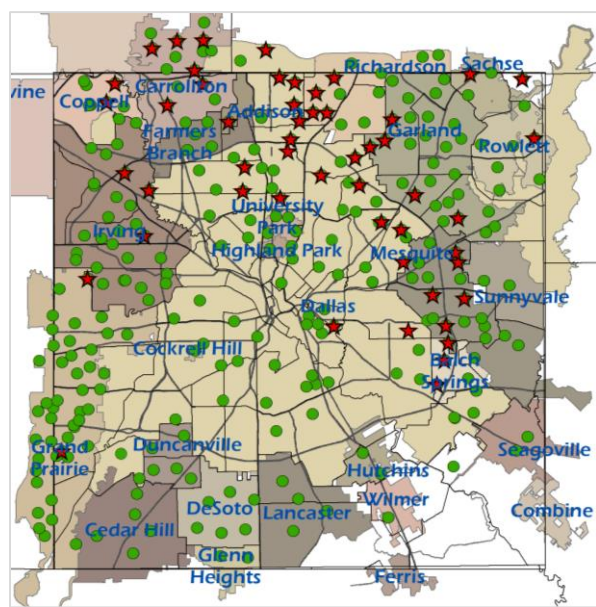 Richardson
Sachse
vine
Coppell
Carrollton
Addison
Farmers
Branch
Garland
Rowlett
University
Park
Irving
Highland Park
Mesquite
Sunnyvale
Dallas
Cockrell Hill
Balch
Springs
Grand
Prairie
Duncanville
Seagoville
Hutchins
DeSoto
Wilmer
Cedar Hill
Lancaster
Combine
Glenn
Heights
Ferris